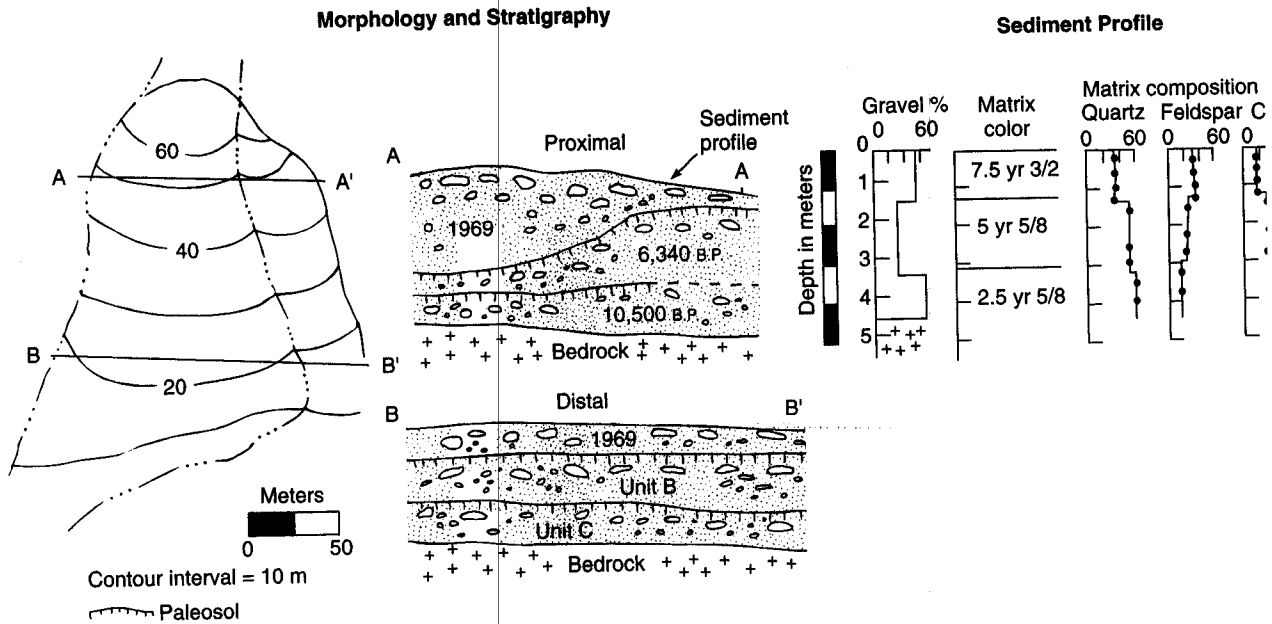 Morphology and Stratigraphy
Sediment Profile
60
A
A'
40
B
B'
20
Meters
0 50
Contour interval = 10 m
Paleosol
A
Proximal
Sediment
profile
A
1969
6,340 B.P.
10,500 B.P.
Bedrock
B
Distal
B'
1969
Unit B
Unit C
Bedrock
Depth in meters
0
1
2
3
4
5
Gravel %
0 60
Matrix
color
7.5 yr 3/2
5 yr 5/8
2.5 yr 5/8
Matrix composition
Quartz Feldspar C
0 60 0 60 0